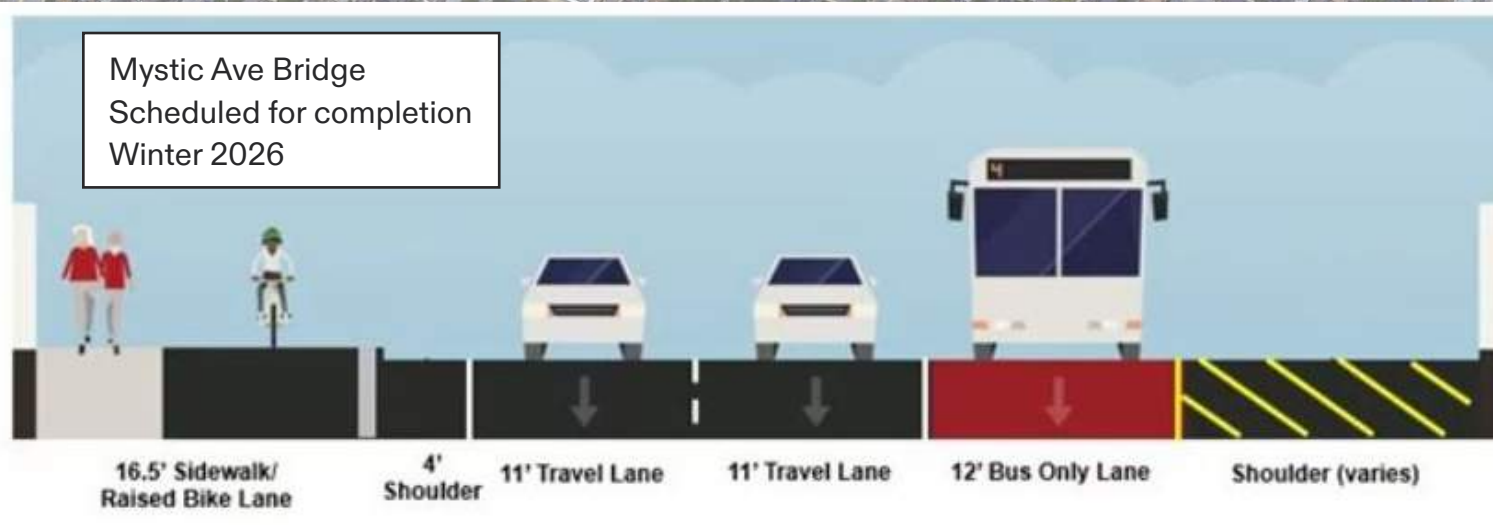 Mystic Ave Bridge
Scheduled for completion
Winter 2026
4
16.5' Sidewalk/
Raised Bike Lane
4'
Shoulder
11' Travel Lane
11' Travel Lane
12' Bus Only Lane
Shoulder (varies)